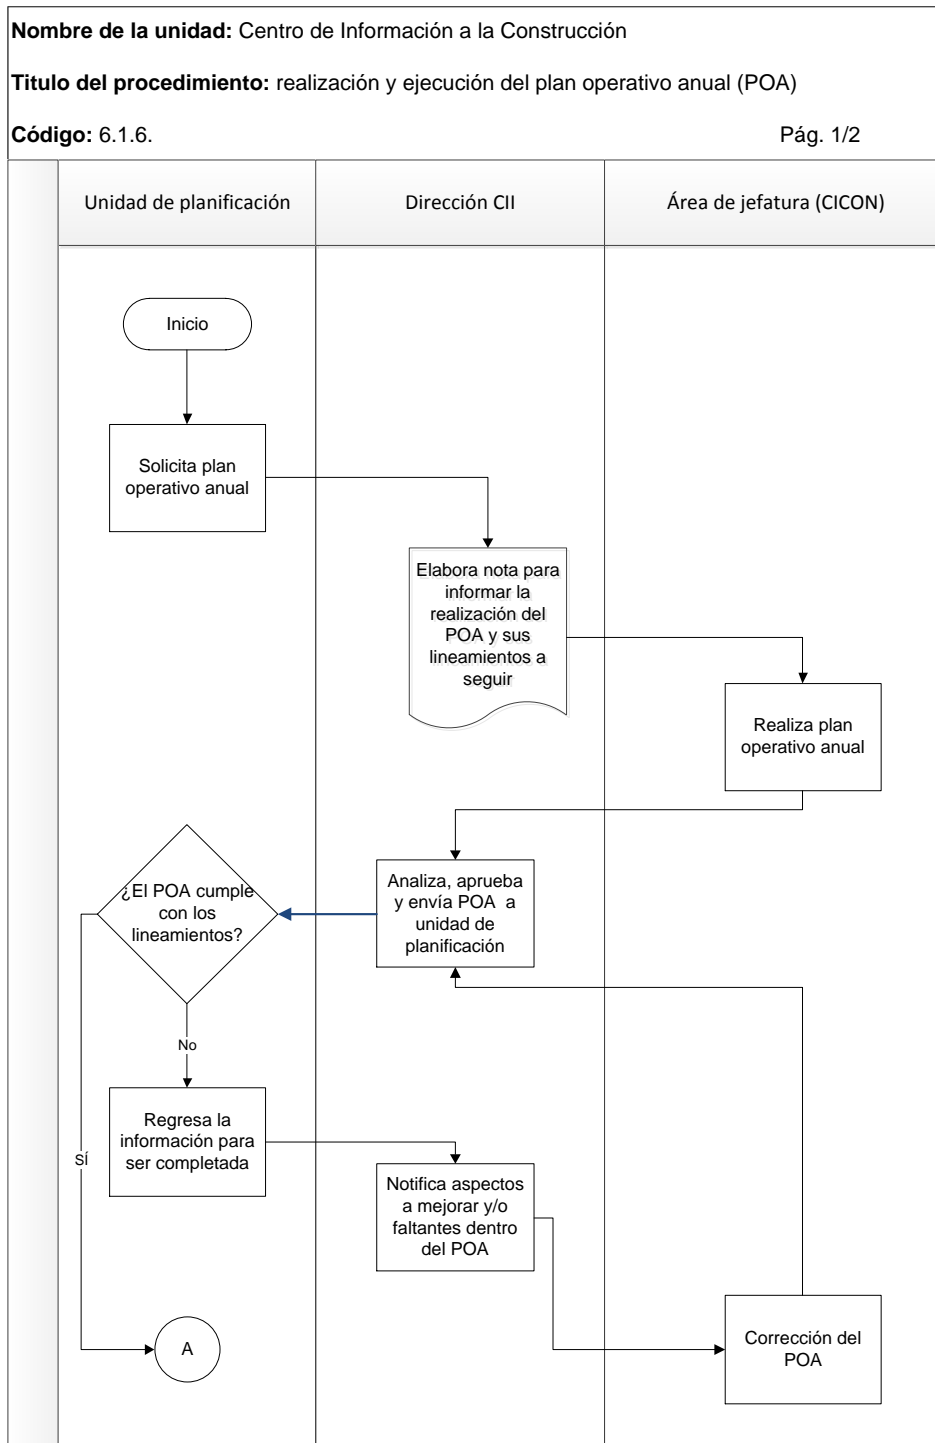 Nombre de la unidad: Centro de Información a la Construcción
Titulo del procedimiento: realización y ejecución del plan operativo anual (POA)
Código: 6.1.6. Pág. 1/2
Unidad de planificación
Dirección CII
Área de jefatura (CICON)
Inicio
Solicita plan
operativo anual
Elabora nota para
informar la
realización del
POA y sus
lineamientos a
seguir
Realiza plan
operativo anual
Analiza, aprueba
y envía POA a
unidad de
planificación
¿El POA cumple
con los
lineamientos?
No
SÍ
Regresa la
información para
ser completada
Notifica aspectos
a mejorar y/o
faltantes dentro
del POA
Corrección del
POA
A